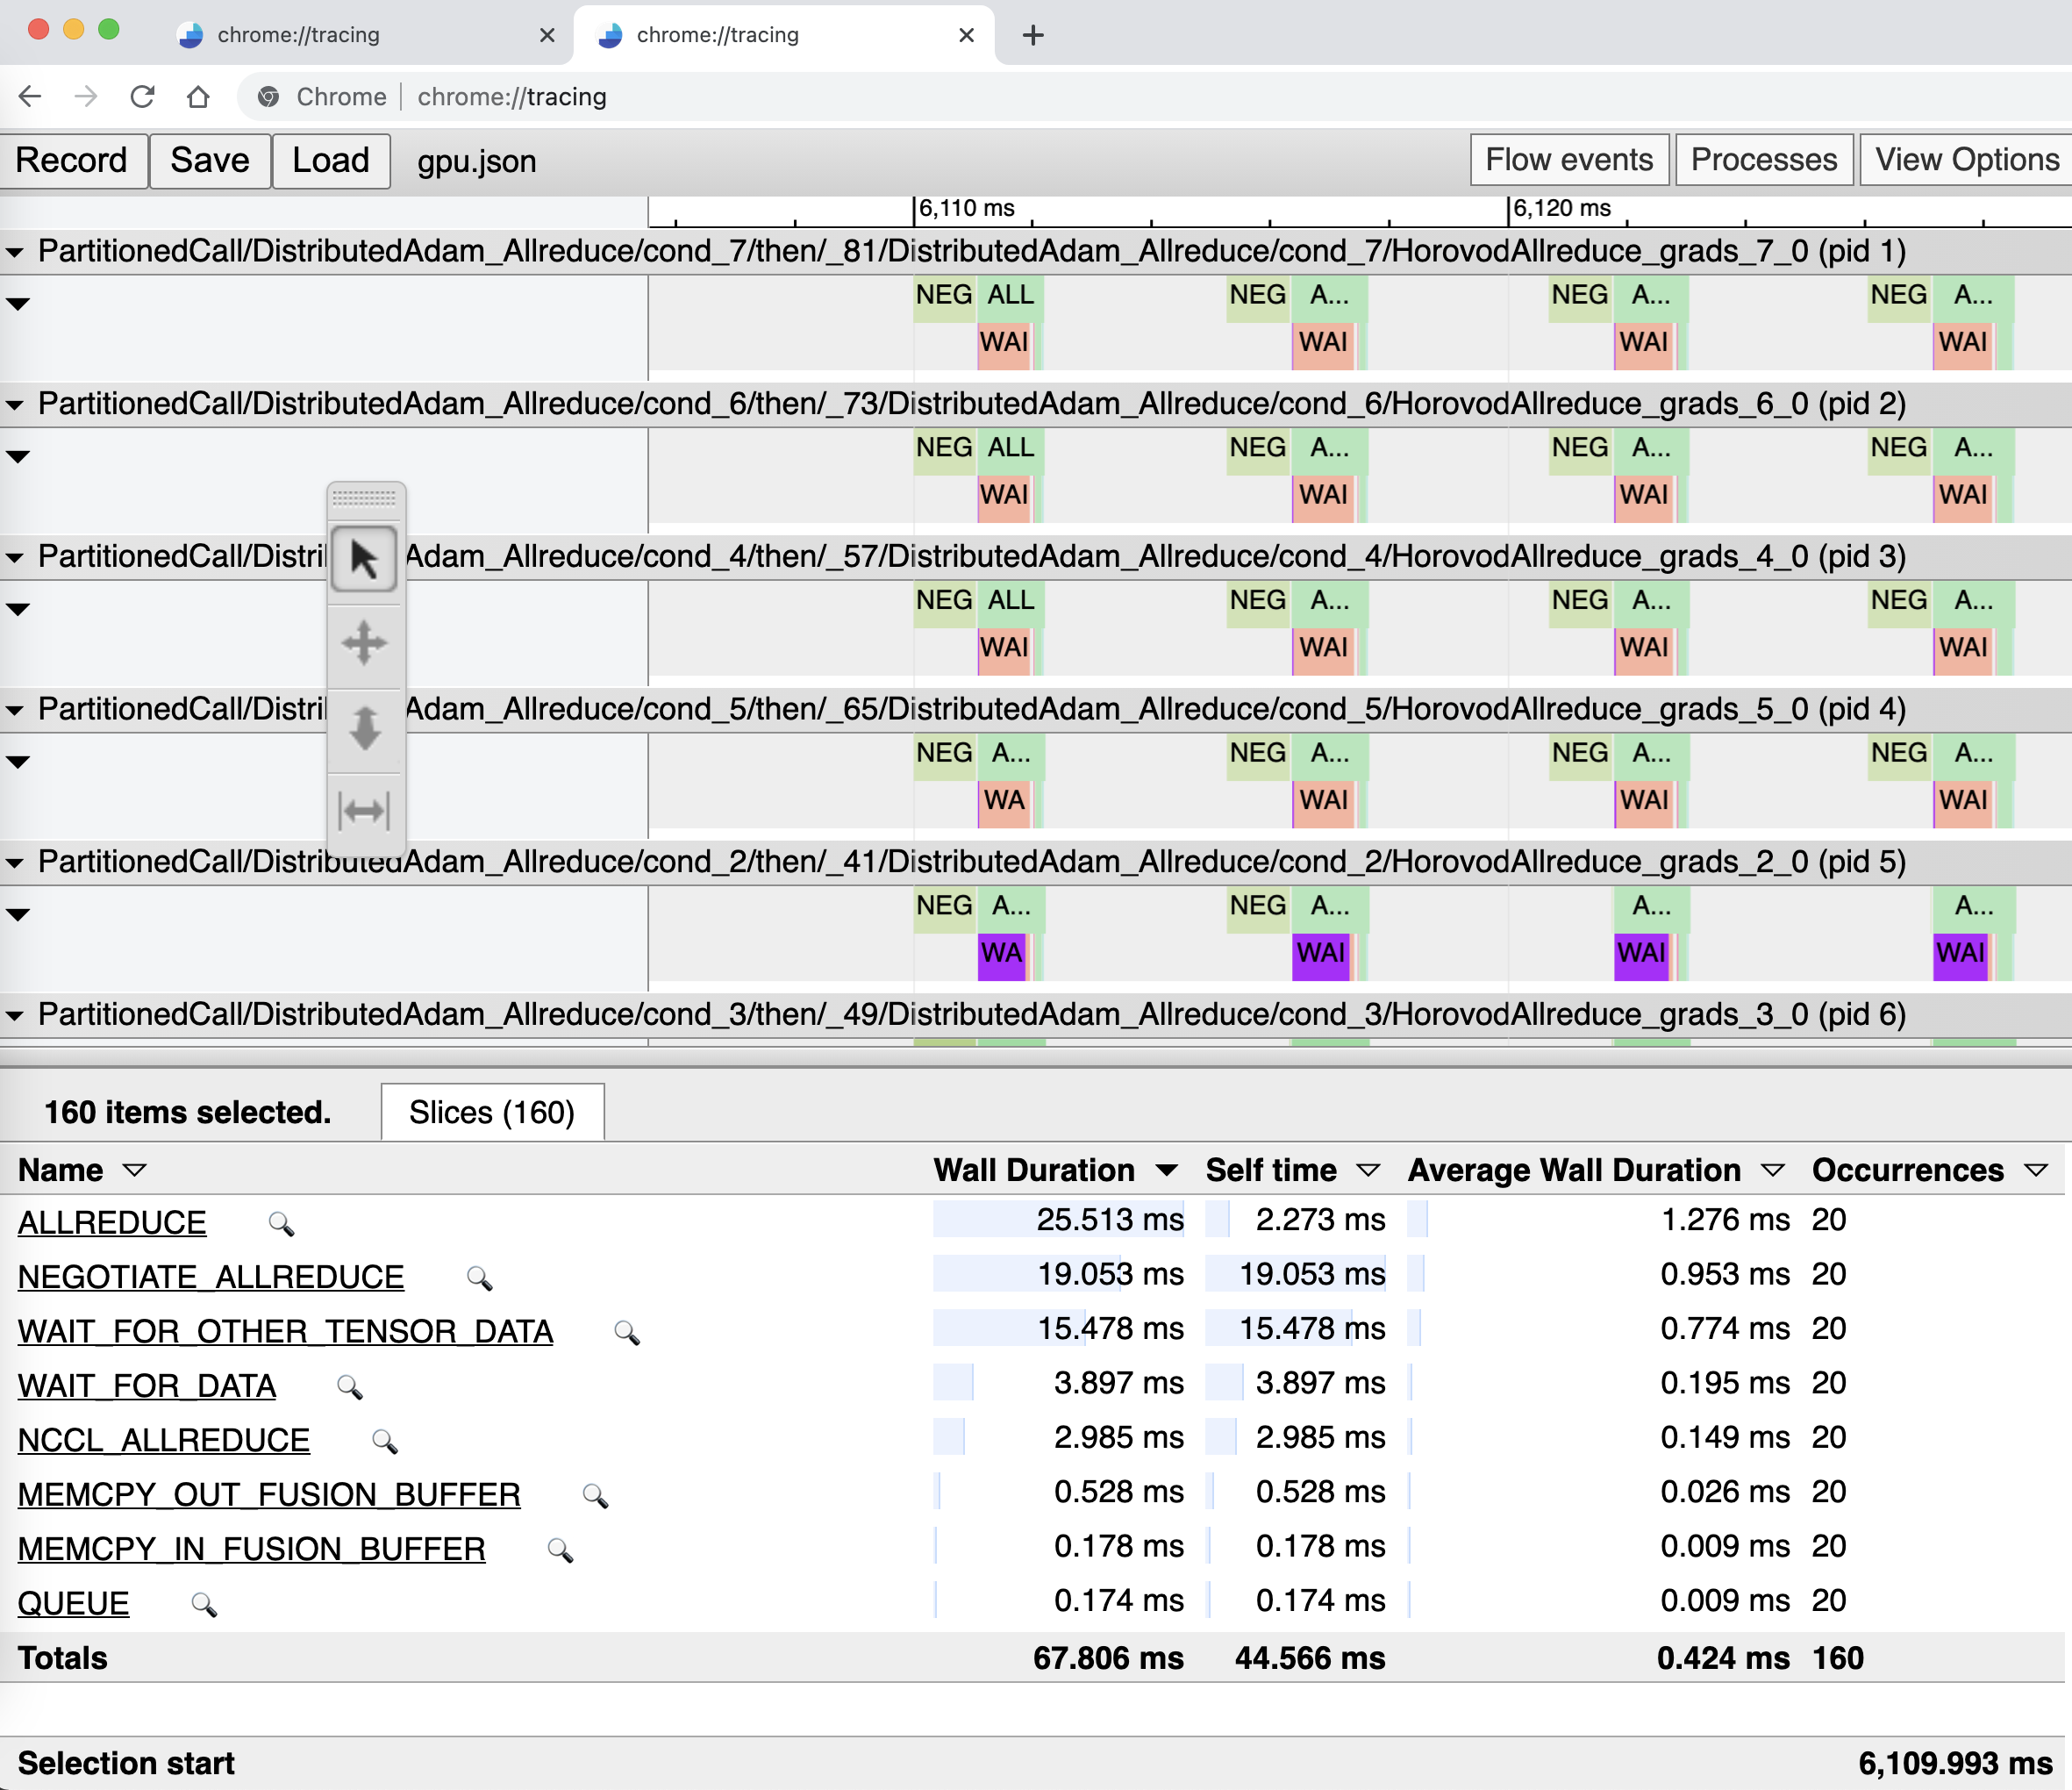 chrome://tracing chrome://tracing
Chrome chrome://tracing
Record Save Load gpu.json Flow events Processes View Options
6,110 ms 6,120 ms
PartitionedCall/DistributedAdam_Allreduce/cond_7/then/_81/DistributedAdam_Allreduce/cond_7/HorovodAllreduce_grads_7_0 (pid 1)
NEG ALL NEG A... NEG A... NEG A...
WAI WAI WAI WAI
PartitionedCall/DistributedAdam_Allreduce/cond_6/then/_73/DistributedAdam_Allreduce/cond_6/HorovodAllreduce_grads_6_0 (pid 2)
NEG ALL NEG A... NEG A... NEG A...
WAI WAI WAI WAI
PartitionedCall/Distri Adam_Allreduce/cond_4/then/_57/DistributedAdam_Allreduce/cond_4/HorovodAllreduce_grads_4_0 (pid 3)
NEG ALL NEG A... NEG A... NEG A...
WAI WAI WAI WAI
PartitionedCall/Distri Adam_Allreduce/cond_5/then/_65/DistributedAdam_Allreduce/cond_5/HorovodAllreduce_grads_5_0 (pid 4)
NEG A... NEG A... NEG A... NEG A...
WA WAI WAI WAI
PartitionedCall/DistributedAdam_Allreduce/cond_2/then/_41/DistributedAdam_Allreduce/cond_2/HorovodAllreduce_grads_2_0 (pid 5)
NEG A... NEG A... A... A...
WA WAI WAI WAI
PartitionedCall/DistributedAdam_Allreduce/cond_3/then/_49/DistributedAdam_Allreduce/cond_3/HorovodAllreduce_grads_3_0 (pid 6)
160 items selected. Slices (160)
Name Wall Duration Self time Average Wall Duration Occurrences
ALLREDUCE 25.513 ms 2.273 ms 1.276 ms 20
NEGOTIATE_ALLREDUCE 19.053 ms 19.053 ms 0.953 ms 20
WAIT_FOR_OTHER_TENSOR_DATA 15.478 ms 15.478 ms 0.774 ms 20
WAIT_FOR_DATA 3.897 ms 3.897 ms 0.195 ms 20
NCCL_ALLREDUCE 2.985 ms 2.985 ms 0.149 ms 20
MEMCPY_OUT_FUSION_BUFFER 0.528 ms 0.528 ms 0.026 ms 20
MEMCPY_IN_FUSION_BUFFER 0.178 ms 0.178 ms 0.009 ms 20
QUEUE 0.174 ms 0.174 ms 0.009 ms 20
Totals 67.806 ms 44.566 ms 0.424 ms 160
Selection start 6,109.993 ms